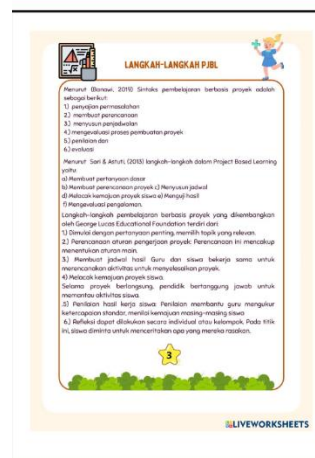 LANGKAH-LANGKAH PJBL
Menurut (Banawi, 2019) Sintaks pembelajaran berbasis proyek adalah
sebagai berikut:
1) penyajian permasalahan
2) membuat perencanaan
3) menyusun penjadwalan
4) mengevaluasi proses pembuatan proyek
5) penilaian dan
6) evaluasi
Menurut Sari & Astuti, (2013) langkah-langkah dalam Project Based Learning
yaitu
a) Membuat pertanyaan dasar
b) Membuat perencanaan proyek c) Menyusun jadwal
d) Melacak kemajuan proyek siswa e) Menguji hasil
f) Mengevaluasi pengalaman.
Langkah-langkah pembelajaran berbasis proyek yang dikembangkan
oleh George Lucas Educational Foundation terdiri dari:
1) Dimulai dengan pertanyaan penting, memilih topik yang relevan.
2) Perencanaan aturan pengerjaan proyek: Perencanaan ini mencakup
menentukan aturan main.
3.) Membuat jadwal hasil Guru dan siswa bekerja sama untuk
merencanakan aktivitas untuk menyelesaikan proyek.
4) Melacak kemajuan proyek siswa.
Selama proyek berlangsung, pendidik bertanggung jawab untuk
memantau aktivitas siswa.
5) Penilaian hasil kerja siswa: Penilaian membantu guru mengukur
ketercapaian standar, menilai kemajuan masing-masing siswa
6.) Refleksi dapat dilakukan secara individual atau kelompok. Pada titik
ini, siswa diminta untuk menceritakan apa yang mereka rasakan.
3
LIVEWORKSHEETS